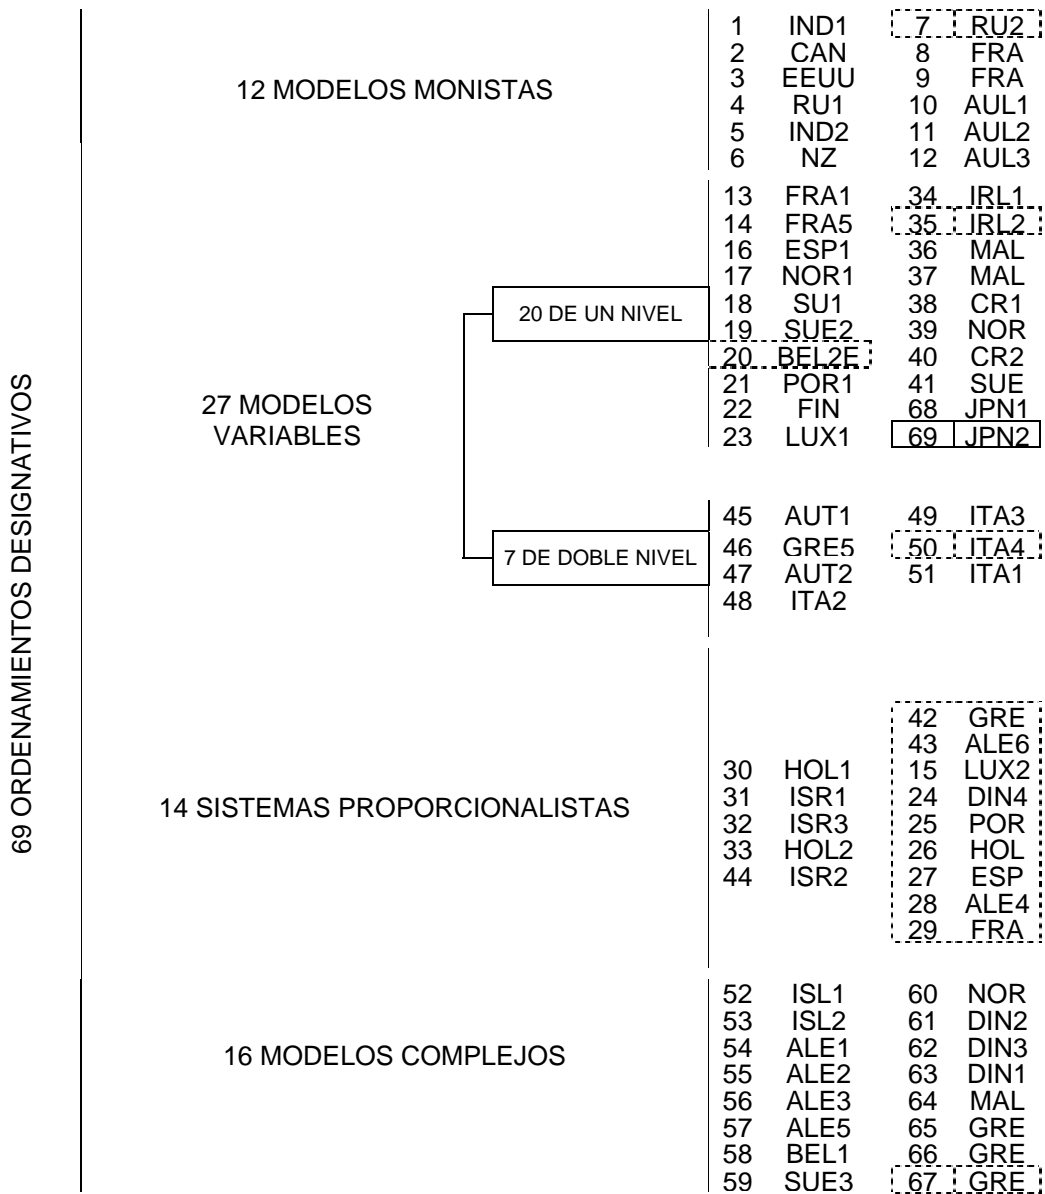 69 ORDENAMIENTOS DESIGNATIVOS
12 MODELOS MONISTAS
1 IND1 7 RU2
2 CAN 8 FRA
3 EEUU 9 FRA
4 RU1 10 AUL1
5 IND2 11 AUL2
6 NZ 12 AUL3
27 MODELOS
VARIABLES
20 DE UN NIVEL
13 FRA1 34 IRL1
14 FRA5 35 IRL2
16 ESP1 36 MAL
17 NOR1 37 MAL
18 SU1 38 CR1
19 SUE2 39 NOR
20 BEL2E 40 CR2
21 POR1 41 SUE
22 FIN 68 JPN1
23 LUX1 69 JPN2
7 DE DOBLE NIVEL
45 AUT1 49 ITA3
46 GRE5 50 ITA4
47 AUT2 51 ITA1
48 ITA2
14 SISTEMAS PROPORCIONALISTAS
42 GRE
43 ALE6
30 HOL1 15 LUX2
31 ISR1 24 DIN4
32 ISR3 25 POR
33 HOL2 26 HOL
44 ISR2 27 ESP
28 ALE4
29 FRA
16 MODELOS COMPLEJOS
52 ISL1 60 NOR
53 ISL2 61 DIN2
54 ALE1 62 DIN3
55 ALE2 63 DIN1
56 ALE3 64 MAL
57 ALE5 65 GRE
58 BEL1 66 GRE
59 SUE3 67 GRE